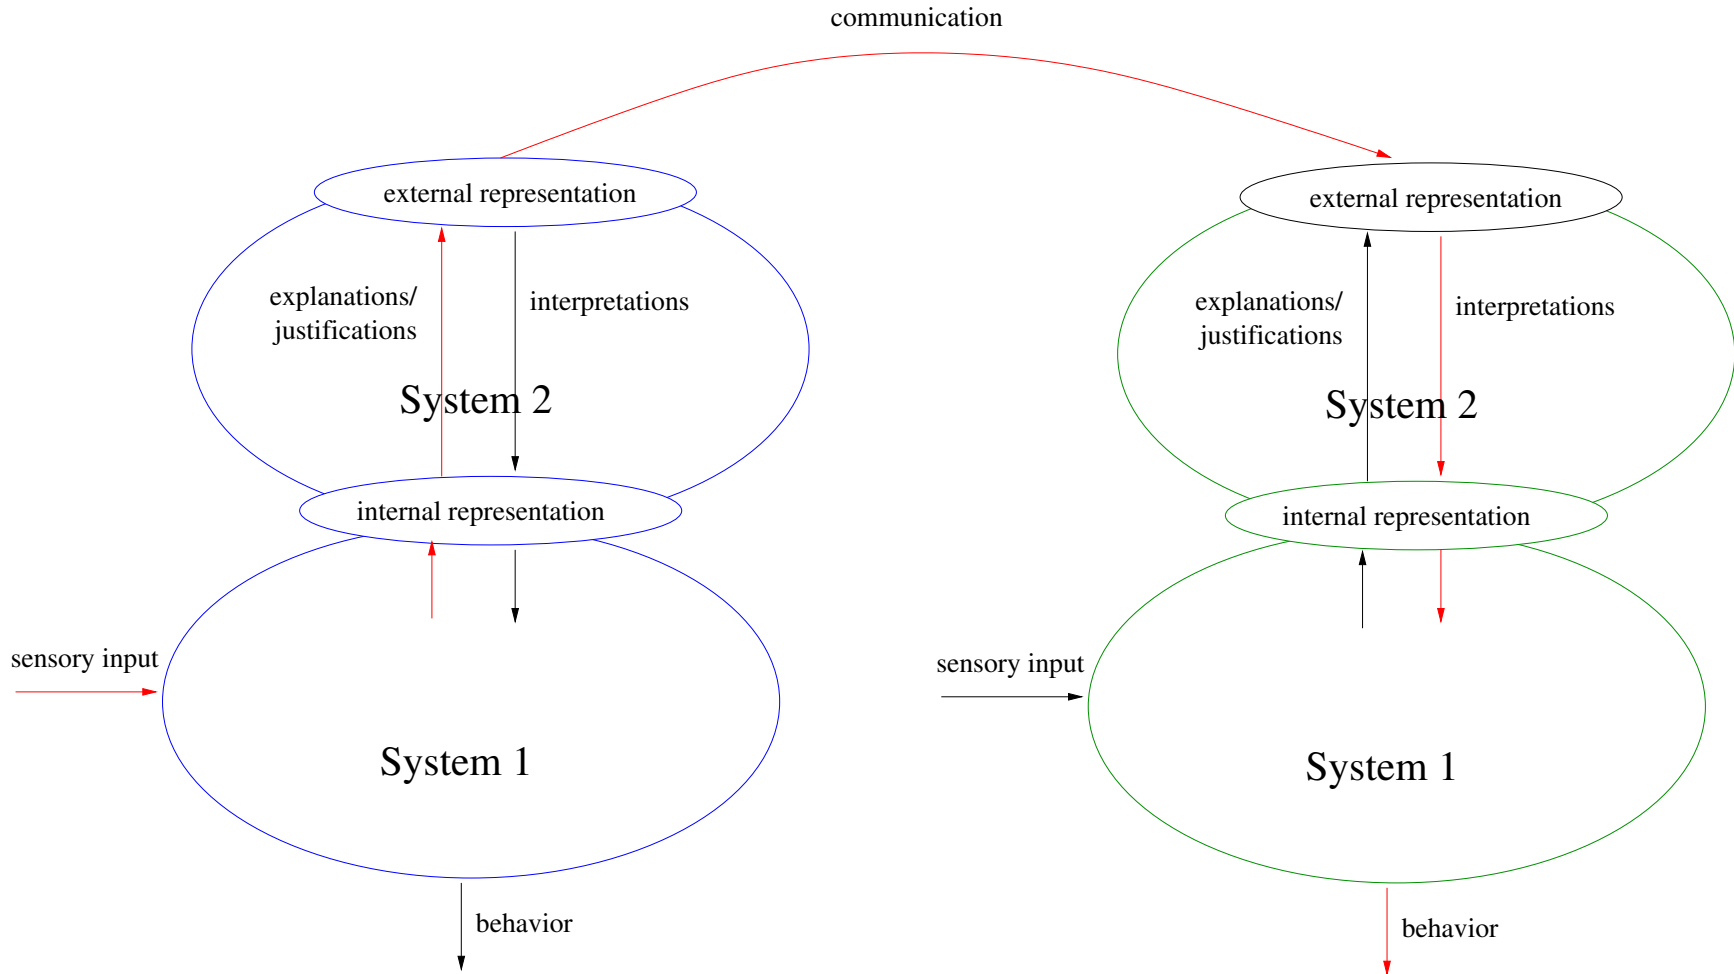 communication
external representation
explanations/
justifications
interpretations
System 2
internal representation
sensory input
System 1
behavior
external representation
explanations/
justifications
interpretations
System 2
internal representation
sensory input
System 1
behavior